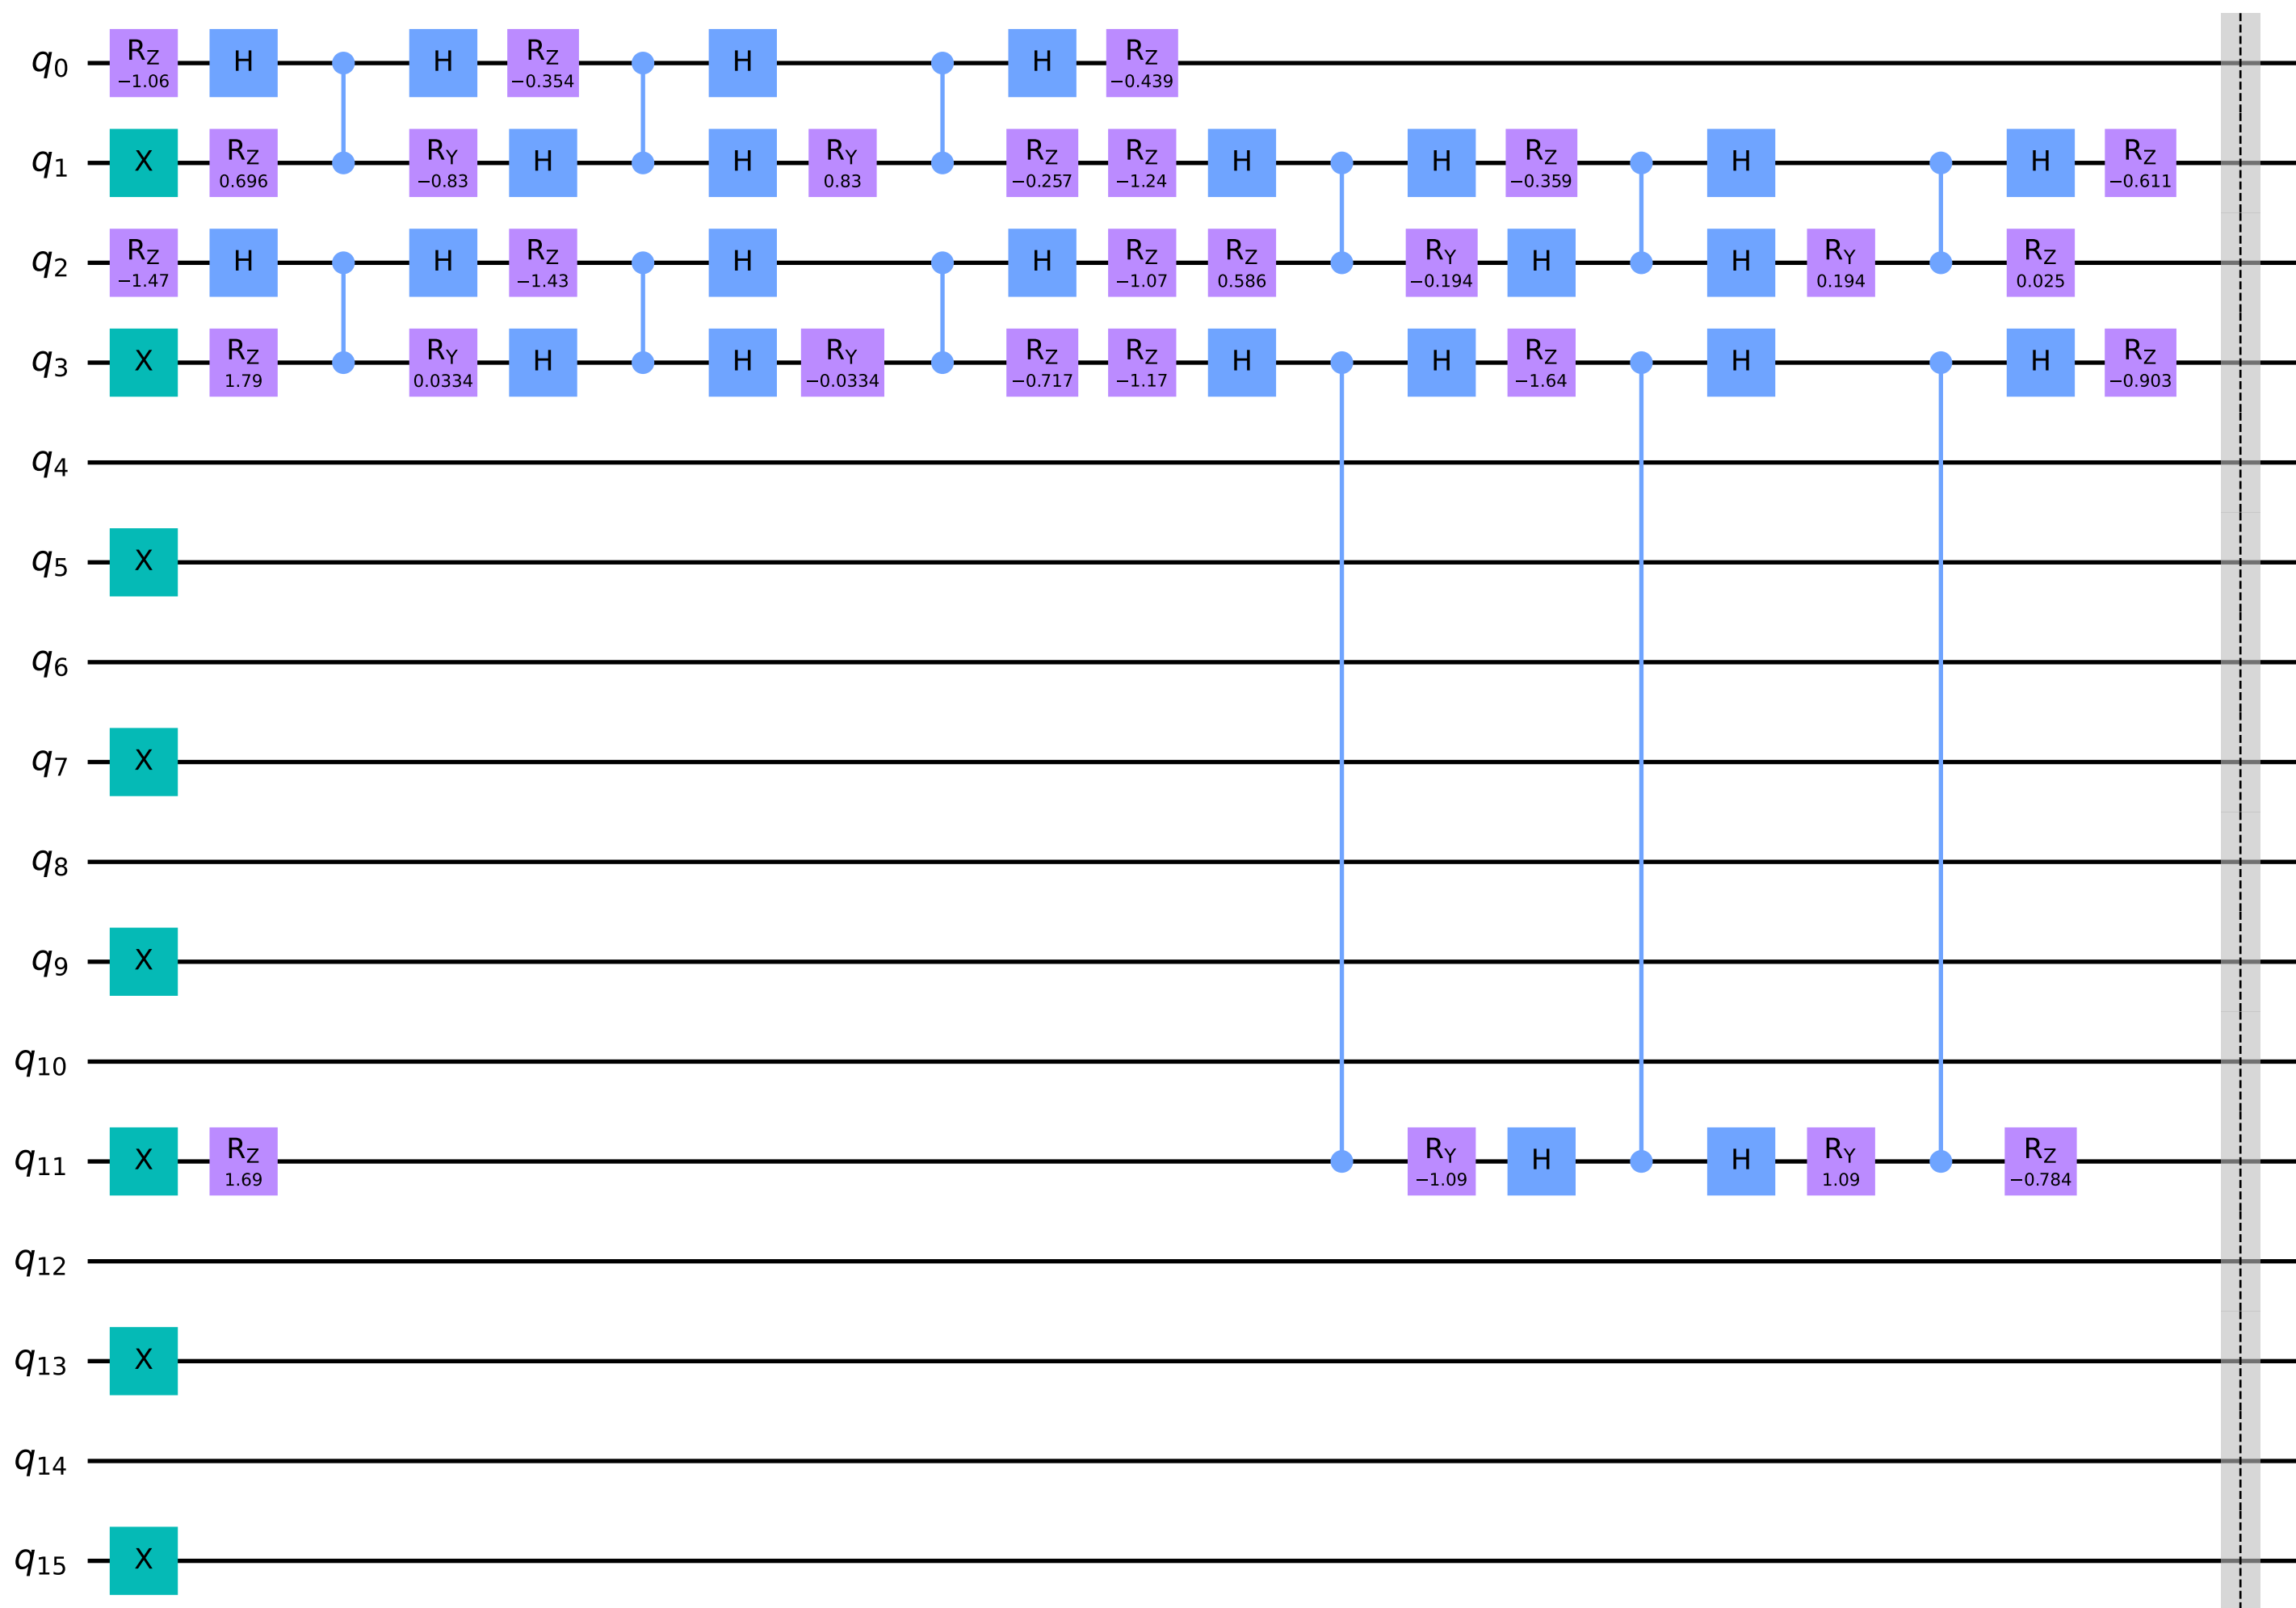 q0 RZ −1.06 H H RZ −0.354 H H RZ −0.439
q1 X RZ 0.696 RY −0.83 H H RY 0.83 RZ −0.257 RZ −1.24 H H RZ −0.359 H H RZ −0.611
q2 RZ −1.47 H H RZ −1.43 H H RZ −1.07 RZ 0.586 RY −0.194 H H RY 0.194 RZ 0.025
q3 X RZ 1.79 RY 0.0334 H H RY −0.0334 RZ −0.717 RZ −1.17 H H RZ −1.64 H H RZ −0.903
q4
q5 X
q6
q7 X
q8
q9 X
q10
q11 X RZ 1.69 RY −1.09 H H RY 1.09 RZ −0.784
q12
q13 X
q14
q15 X